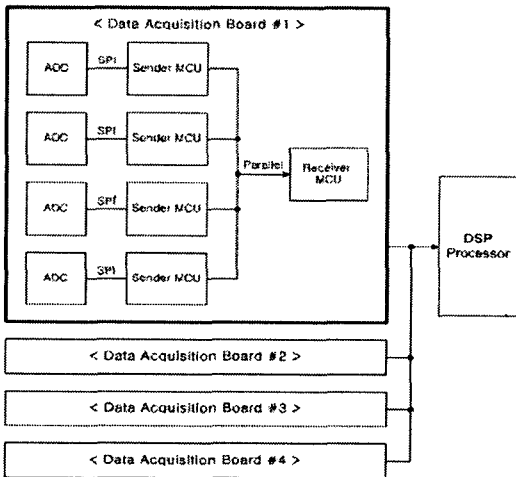 < Data Acquisition Board #1 >
ADC
SPI
Sender MCU
ADC
SPI
Sender MCU
Parallel
Receiver
MCU
ADC
SPI
Sender MCU
ADC
SPI
Sender MCU
DSP
Processor
< Data Acquisition Board #2 >
< Data Acquisition Board #3 >
< Data Acquisition Board #4 >